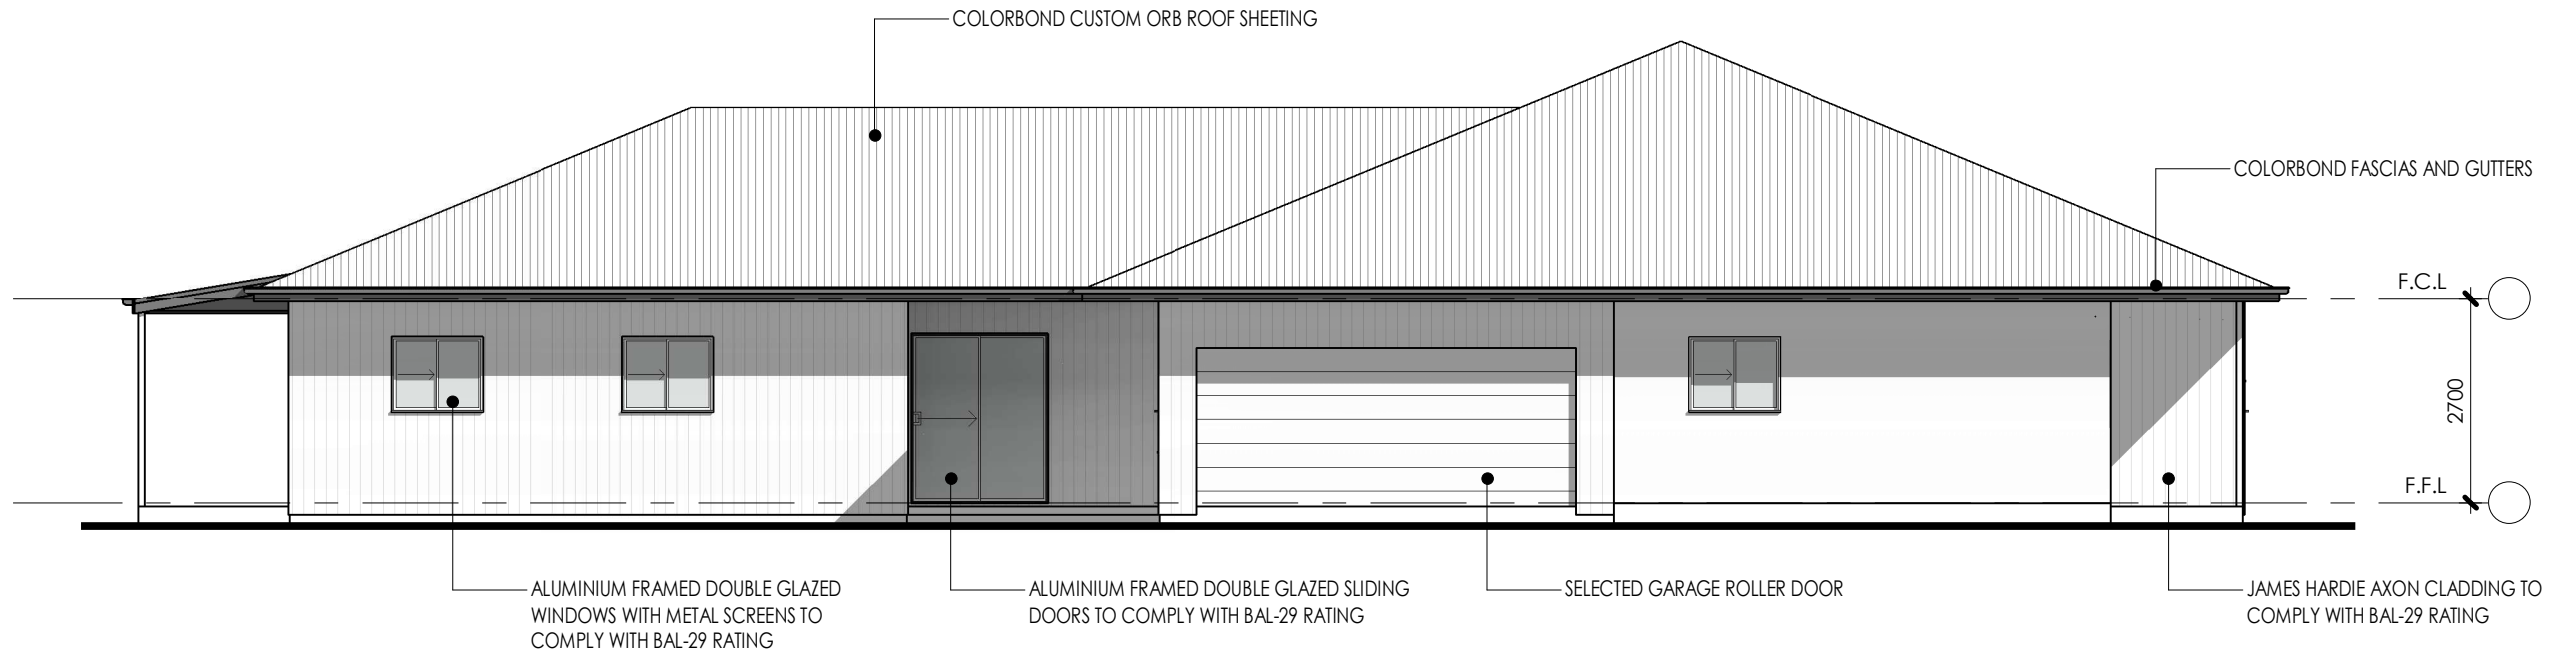 COLORBOND CUSTOM ORB ROOF SHEETING
COLORBOND FASCIAS AND GUTTERS
F.C.L
2700
F.F.L
ALUMINIUM FRAMED DOUBLE GLAZED
WINDOWS WITH METAL SCREENS TO
COMPLY WITH BAL-29 RATING
ALUMINIUM FRAMED DOUBLE GLAZED SLIDING
DOORS TO COMPLY WITH BAL-29 RATING
SELECTED GARAGE ROLLER DOOR
JAMES HARDIE AXON CLADDING TO
COMPLY WITH BAL-29 RATING